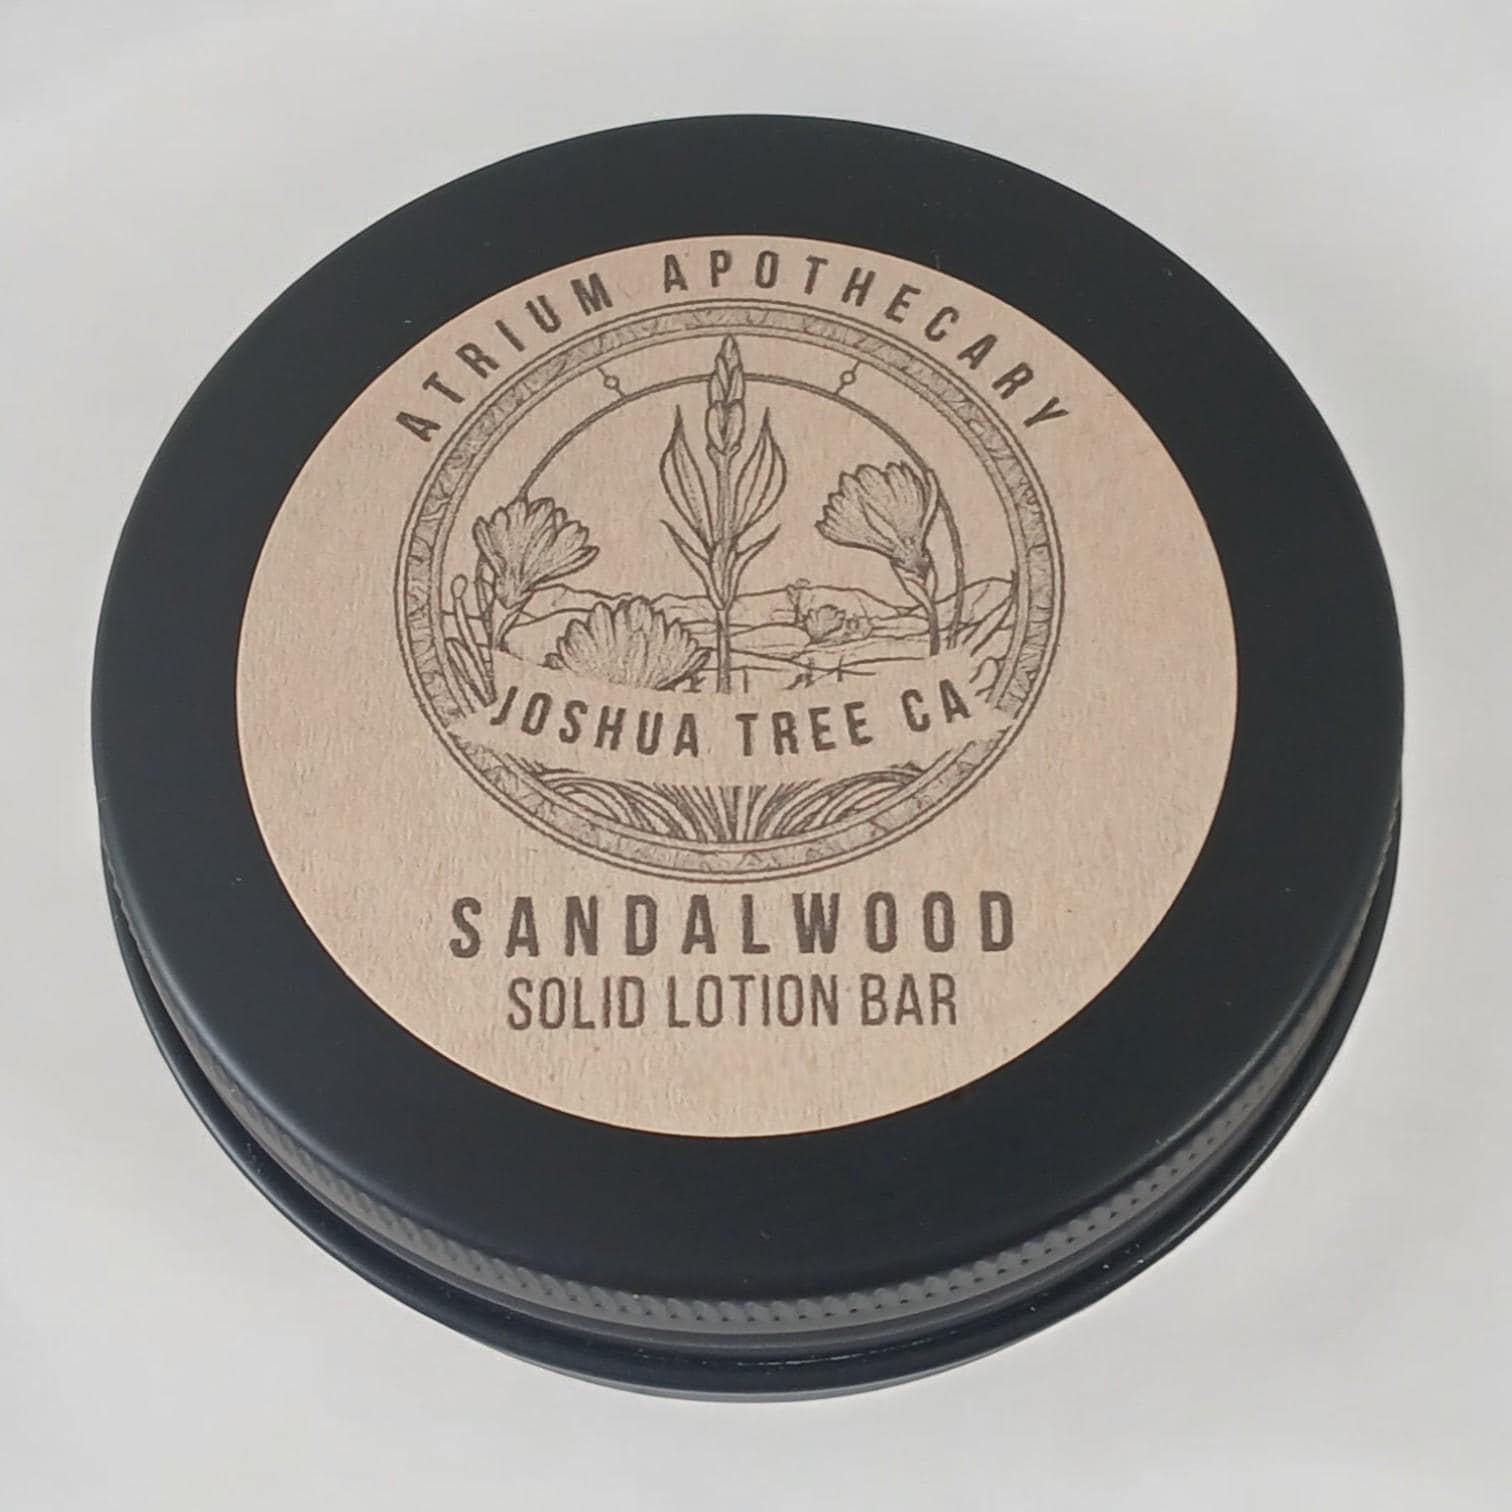 ATRIUM APOTHECARY
JOSHUA TREE CA
SANDALWOOD
SOLID LOTION BAR